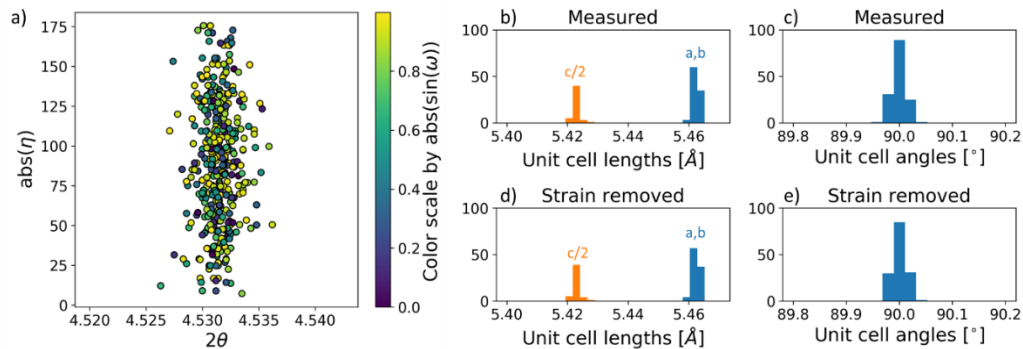 a)
175
150
125
100
75
50
25
0
abs(η)
4.520 4.525 4.530 4.535 4.540
2θ
0.8
0.6
0.4
0.2
0.0
Color scale by abs(sin(ω))
b) Measured
100
50
0
c/2
a,b
5.40 5.42 5.44 5.46
Unit cell lengths [Å]
c) Measured
100
50
0
89.8 89.9 90.0 90.1 90.2
Unit cell angles [°]
d) Strain removed
100
50
0
c/2
a,b
5.40 5.42 5.44 5.46
Unit cell lengths [Å]
e) Strain removed
100
50
0
89.8 89.9 90.0 90.1 90.2
Unit cell angles [°]